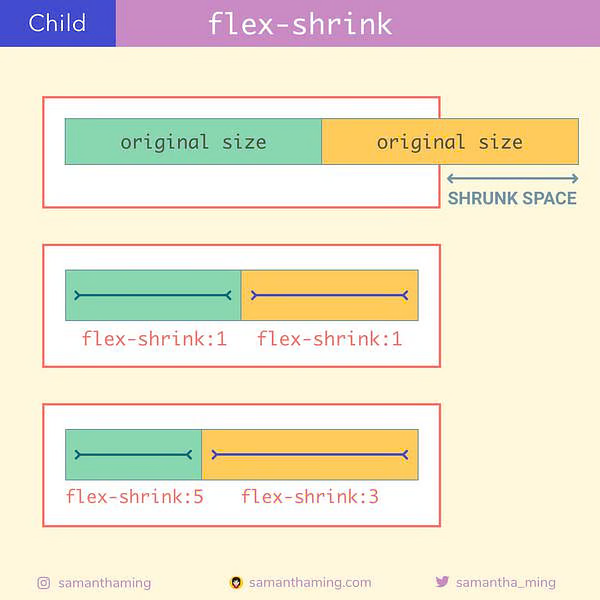 Child
flex-shrink
original size
original size
SHRUNK SPACE
flex-shrink:1
flex-shrink:1
flex-shrink:5
flex-shrink:3
samanthaming
samanthaming.com
samantha_ming